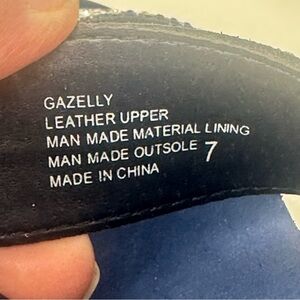 GAZELLY
LEATHER UPPER
MAN MADE MATERIAL LINING
MAN MADE OUTSOLE 7
MADE IN CHINA